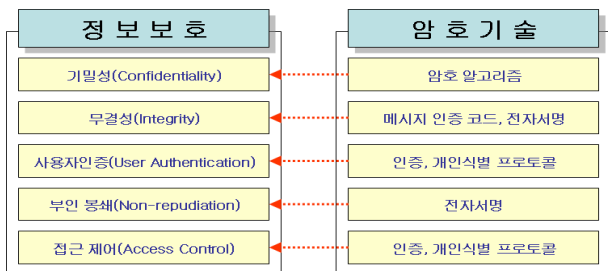 정 보 보 호
암 호 기 술
기밀성(Confidentiality)
암호 알고리즘
무결성(Integrity)
메시지 인증 코드, 전자서명
사용자인증(User Authentication)
인증, 개인식별 프로토콜
부인 봉쇄(Non-repudiation)
전자서명
접근 제어(Access Control)
인증, 개인식별 프로토콜